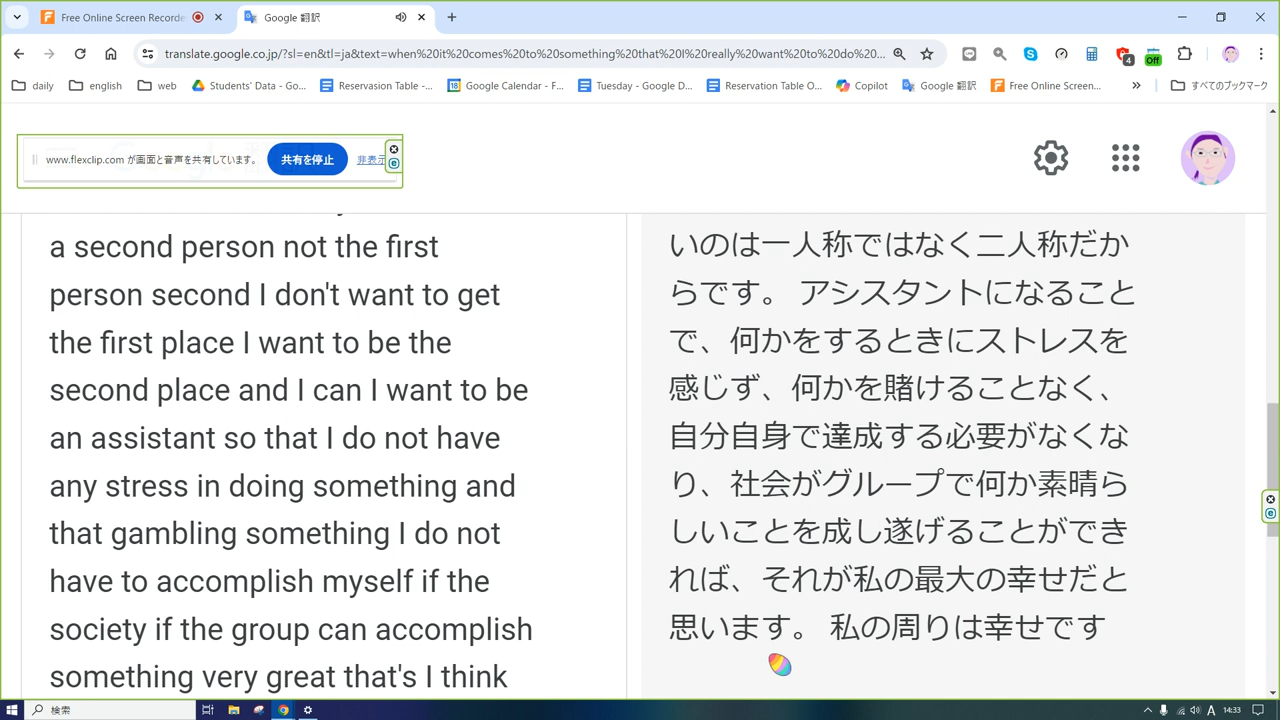 Free Online Screen Recorde
Google 翻訳
translate.google.co.jp/?sl=en&tl=ja&text=when%20it%20comes%20to%20something%20that%20I%20really%20want%20to%20do%20...
4
Off
daily
english
web
Students' Data - Go...
Reservasion Table -...
Google Calendar - F...
Tuesday - Google D...
Reservation Table O...
Copilot
Google 翻訳
Free Online Screen...
»
すべてのブックマーク
www.flexclip.com が画面と音声を共有しています。
共有を停止
非表示
a second person not the first
person second I don't want to get
the first place I want to be the
second place and I can I want to be
an assistant so that I do not have
any stress in doing something and
that gambling something I do not
have to accomplish myself if the
society if the group can accomplish
something very great that's I think
いのは一人称ではなく二人称だか
らです。 アシスタントになること
で、何かをするときにストレスを
感じず、何かを賭けることなく、
自分自身で達成する必要がなくな
り、社会がグループで何か素晴ら
しいことを成し遂げることができ
れば、それが私の最大の幸せだと
思います。 私の周りは幸せです
検索
A
14:33